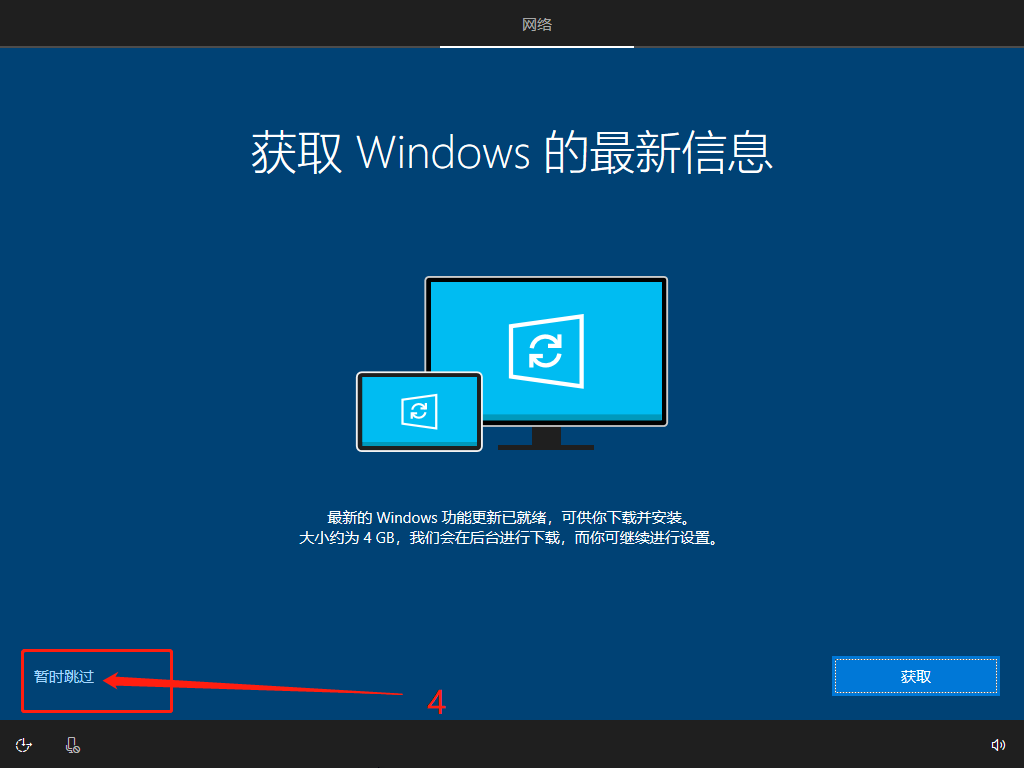 网络
获取 Windows 的最新信息
最新的 Windows 功能更新已就绪，可供你下载并安装。
大小约为 4 GB，我们会在后台进行下载，而你可继续进行设置。
暂时跳过
4
获取